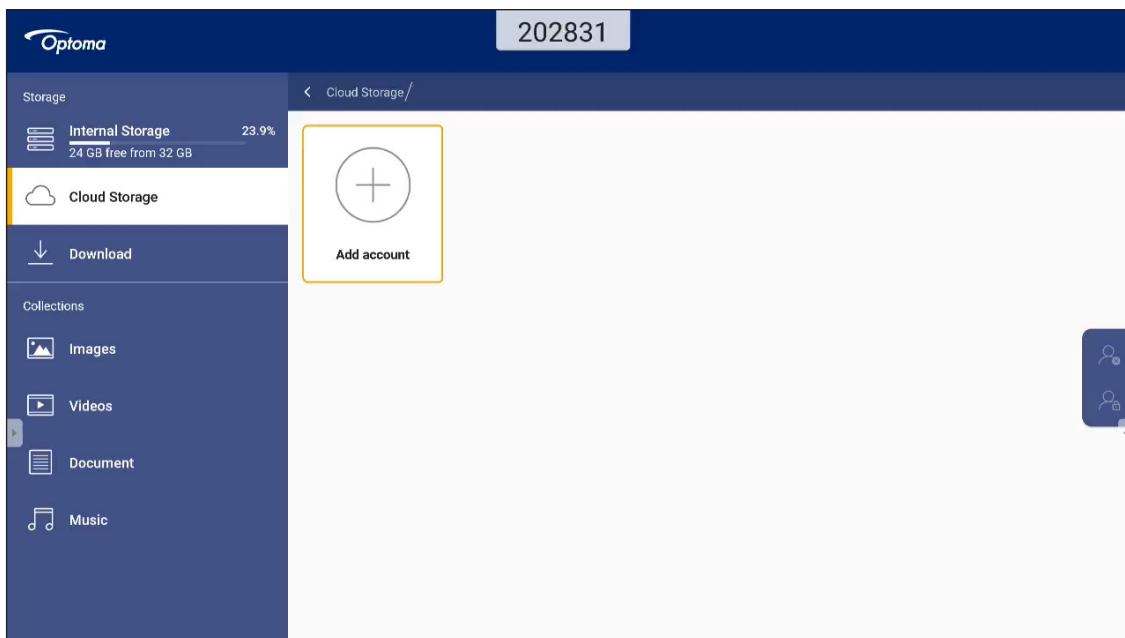 Optoma
202831
Storage
Cloud Storage/
Internal Storage 23.9%
24 GB free from 32 GB
Cloud Storage
Add account
Download
Collections
Images
Videos
Document
Music